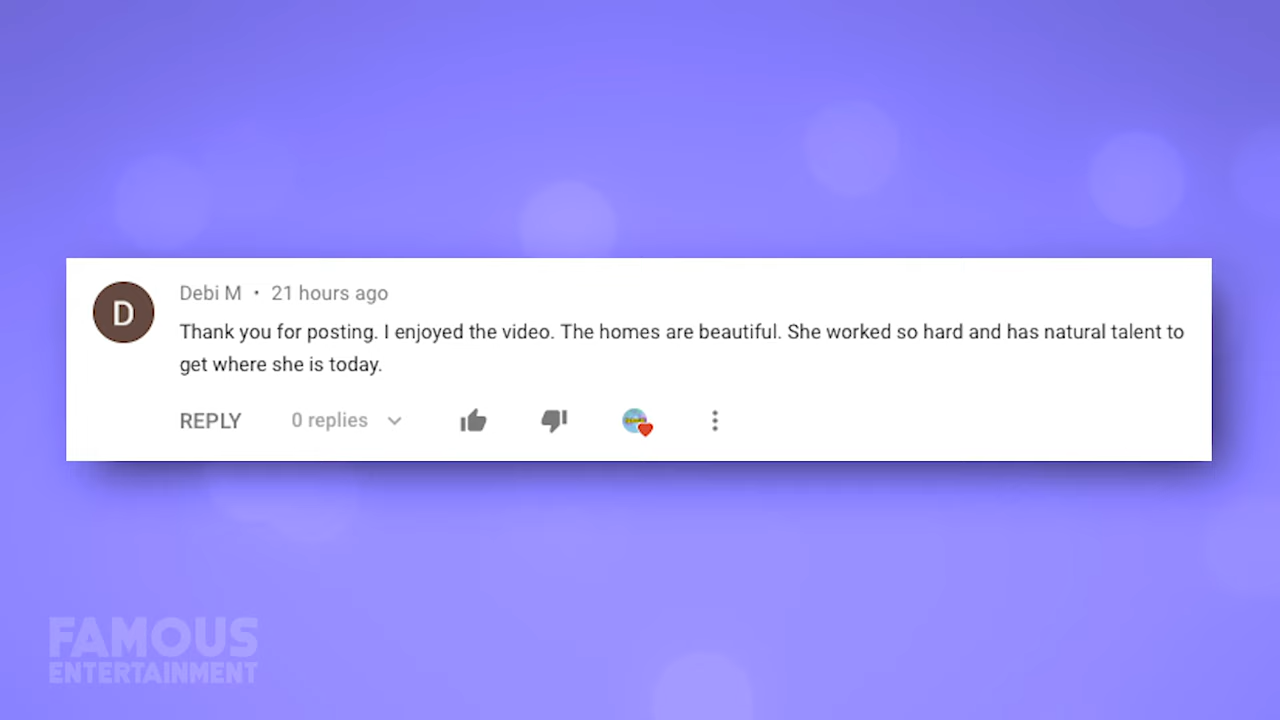 D
Debi M • 21 hours ago
Thank you for posting. I enjoyed the video. The homes are beautiful. She worked so hard and has natural talent to
get where she is today.
REPLY 0 replies
FAMOUS
ENTERTAINMENT